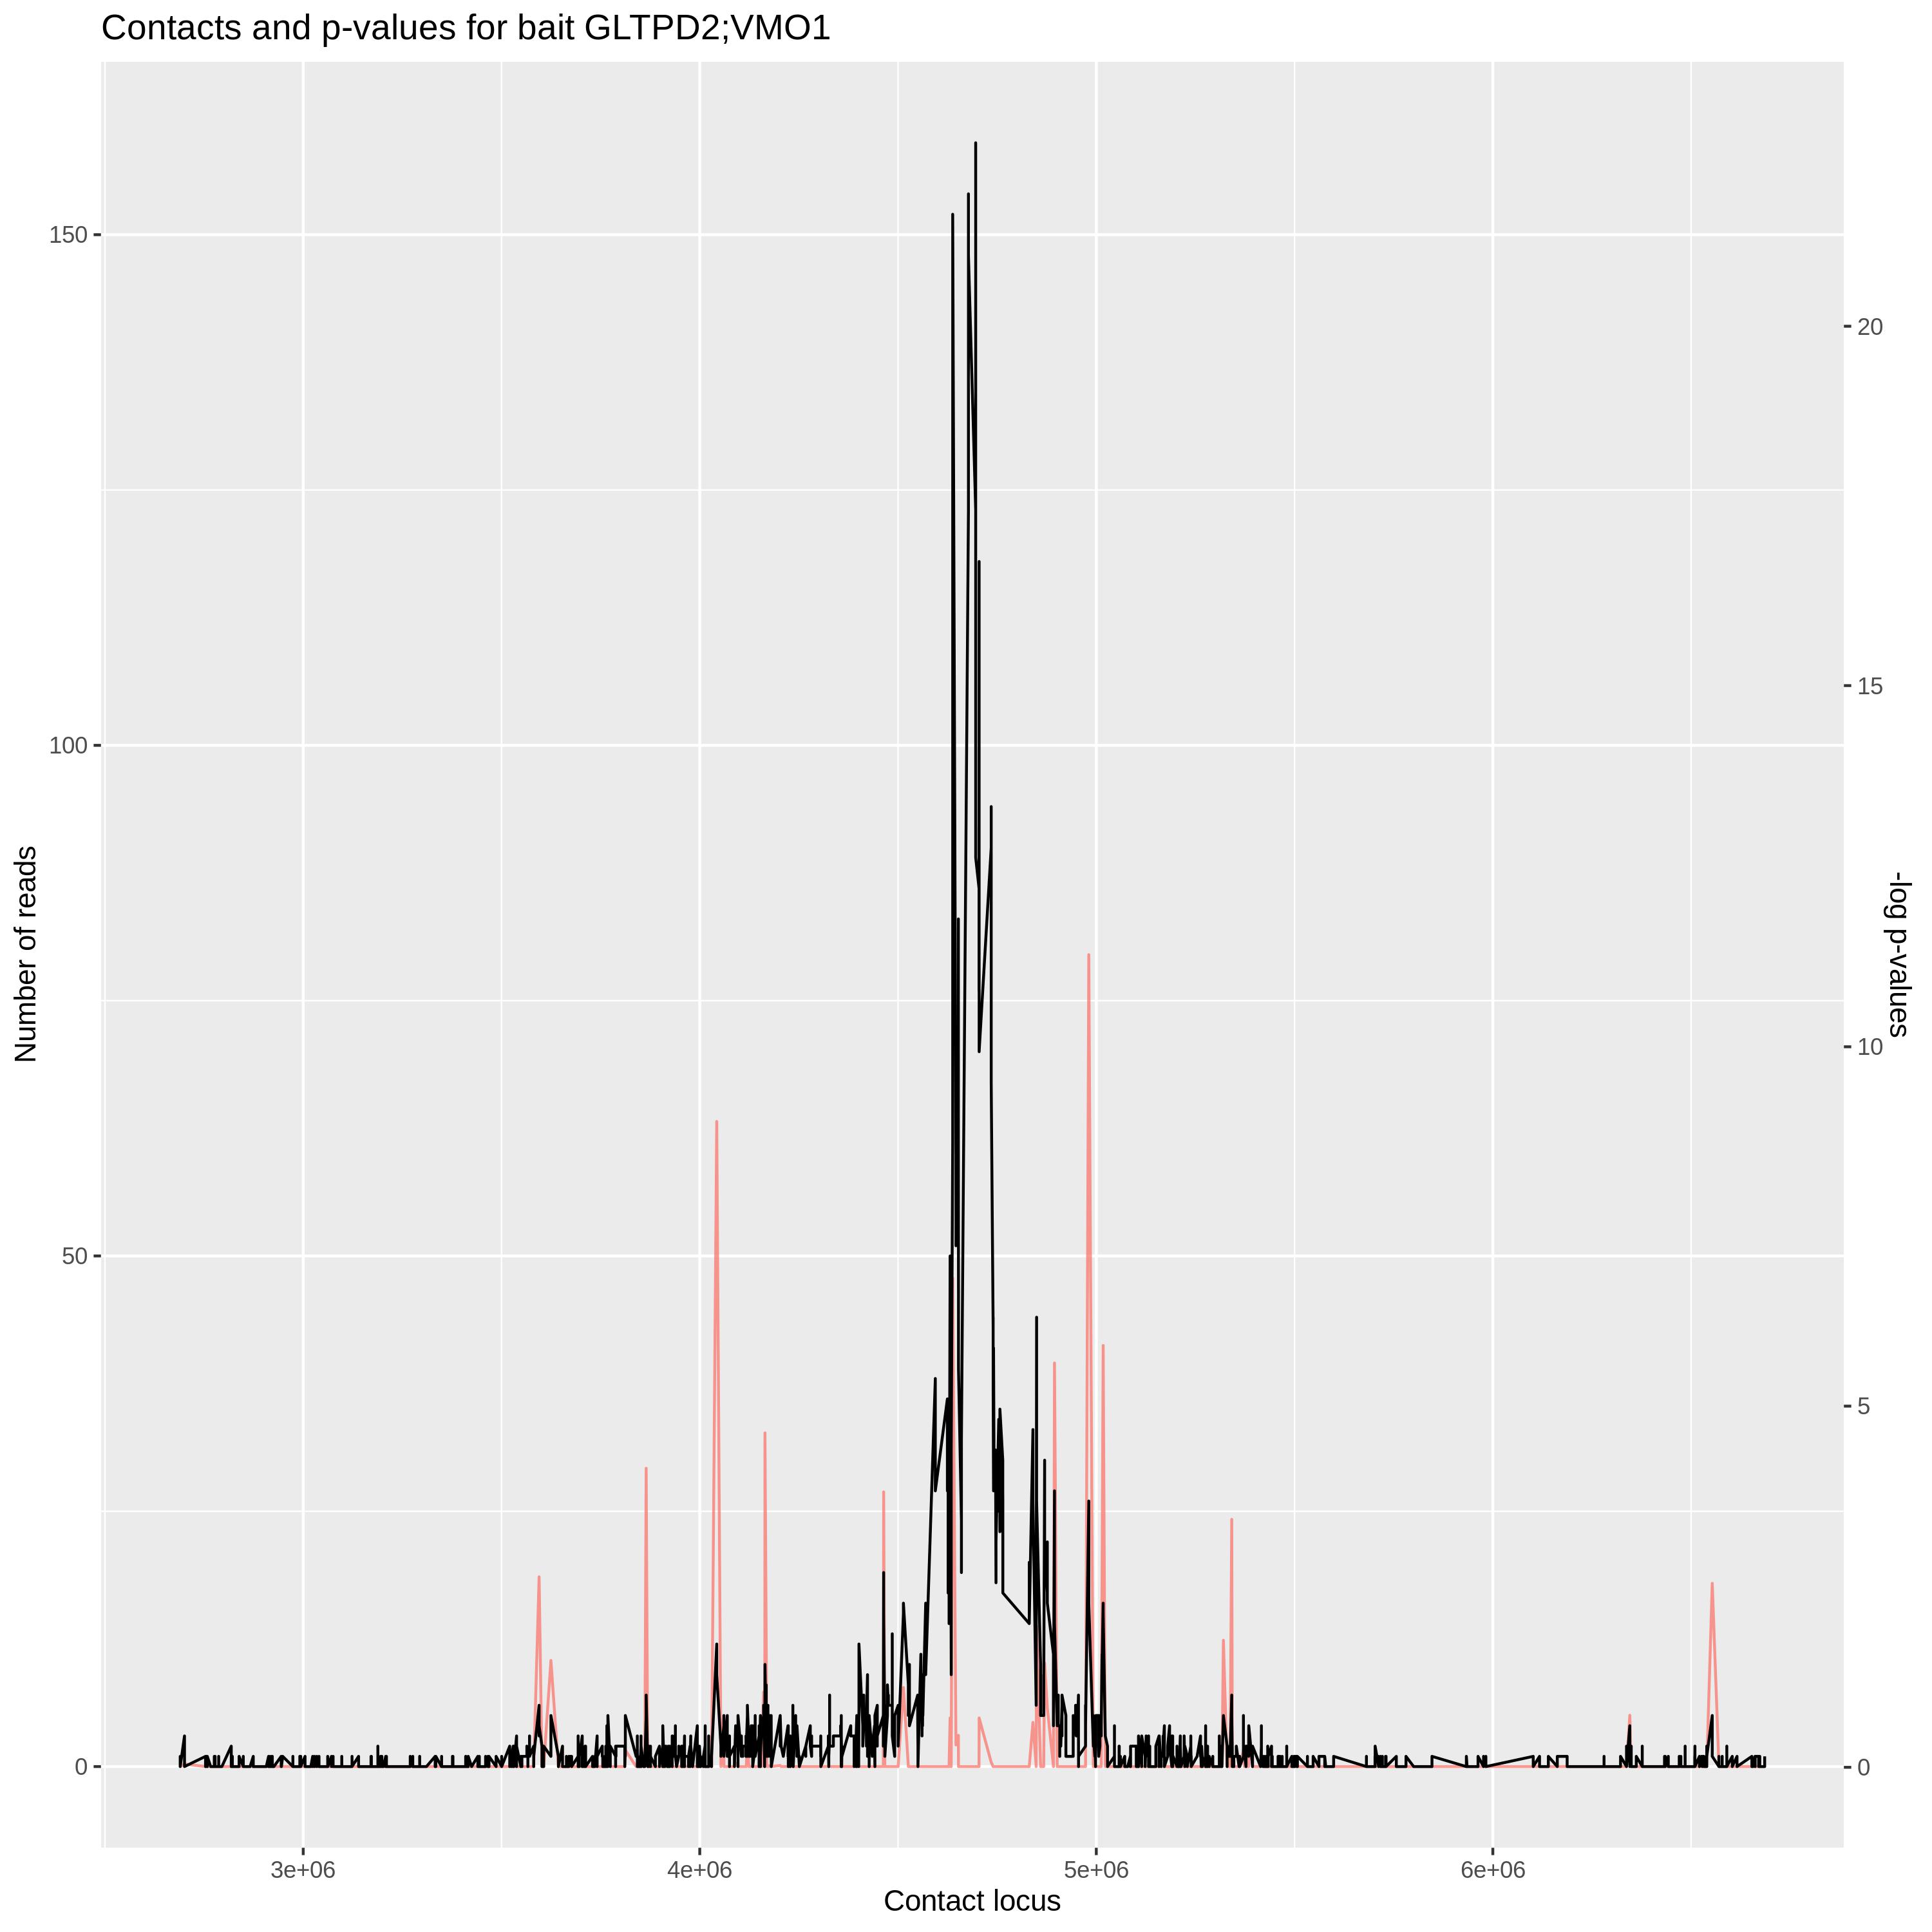 Contacts and p-values for bait GLTPD2;VMO1
150
100
50
0
Number of reads
20
15
10
5
0
-log p-values
3e+06
4e+06
5e+06
6e+06
Contact locus